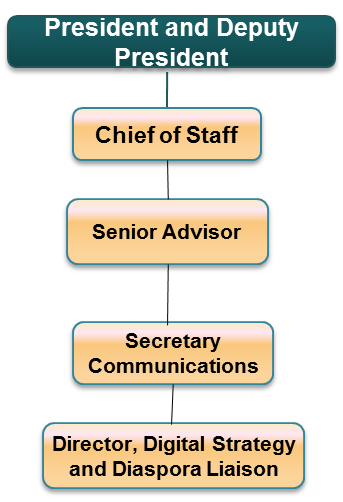 President and Deputy
President
Chief of Staff
Senior Advisor
Secretary
Communications
Director, Digital Strategy
and Diaspora Liaison